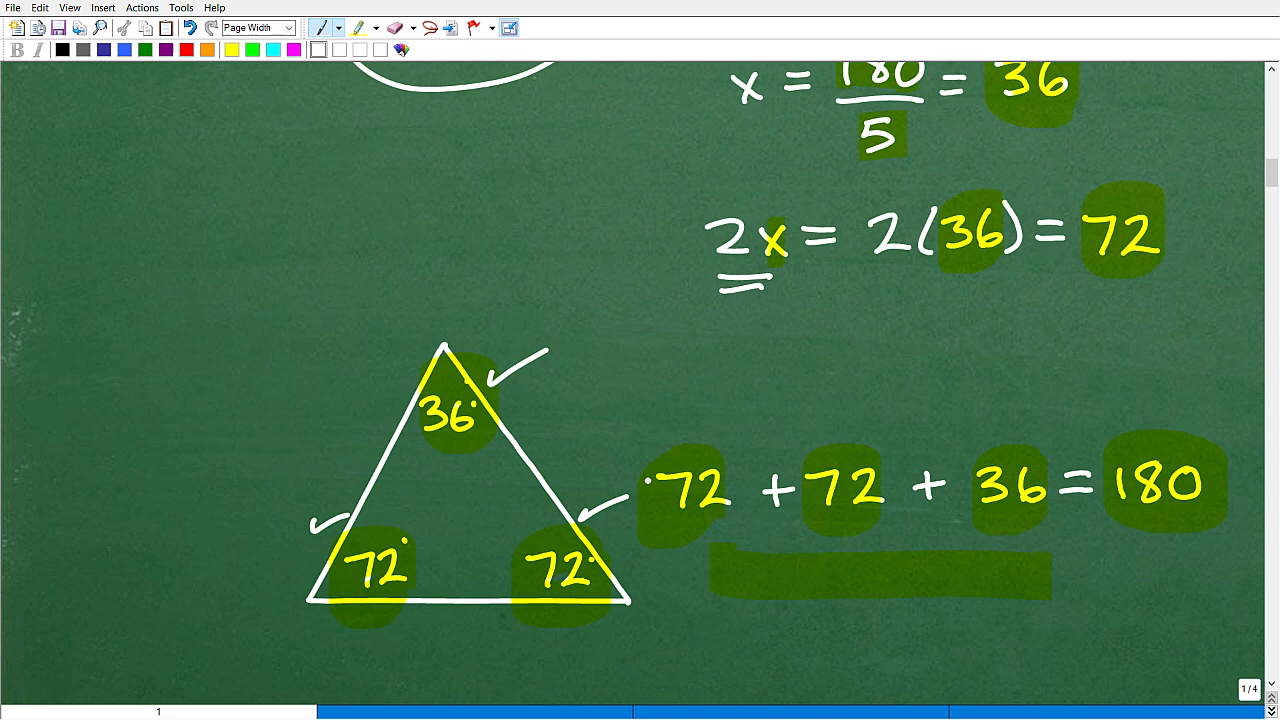 File Edit View Insert Actions Tools Help
Page Width
B I
x = 180/5 = 36
2x = 2(36) = 72
36°
72 + 72 + 36 = 180
72° 72°
1/4
1